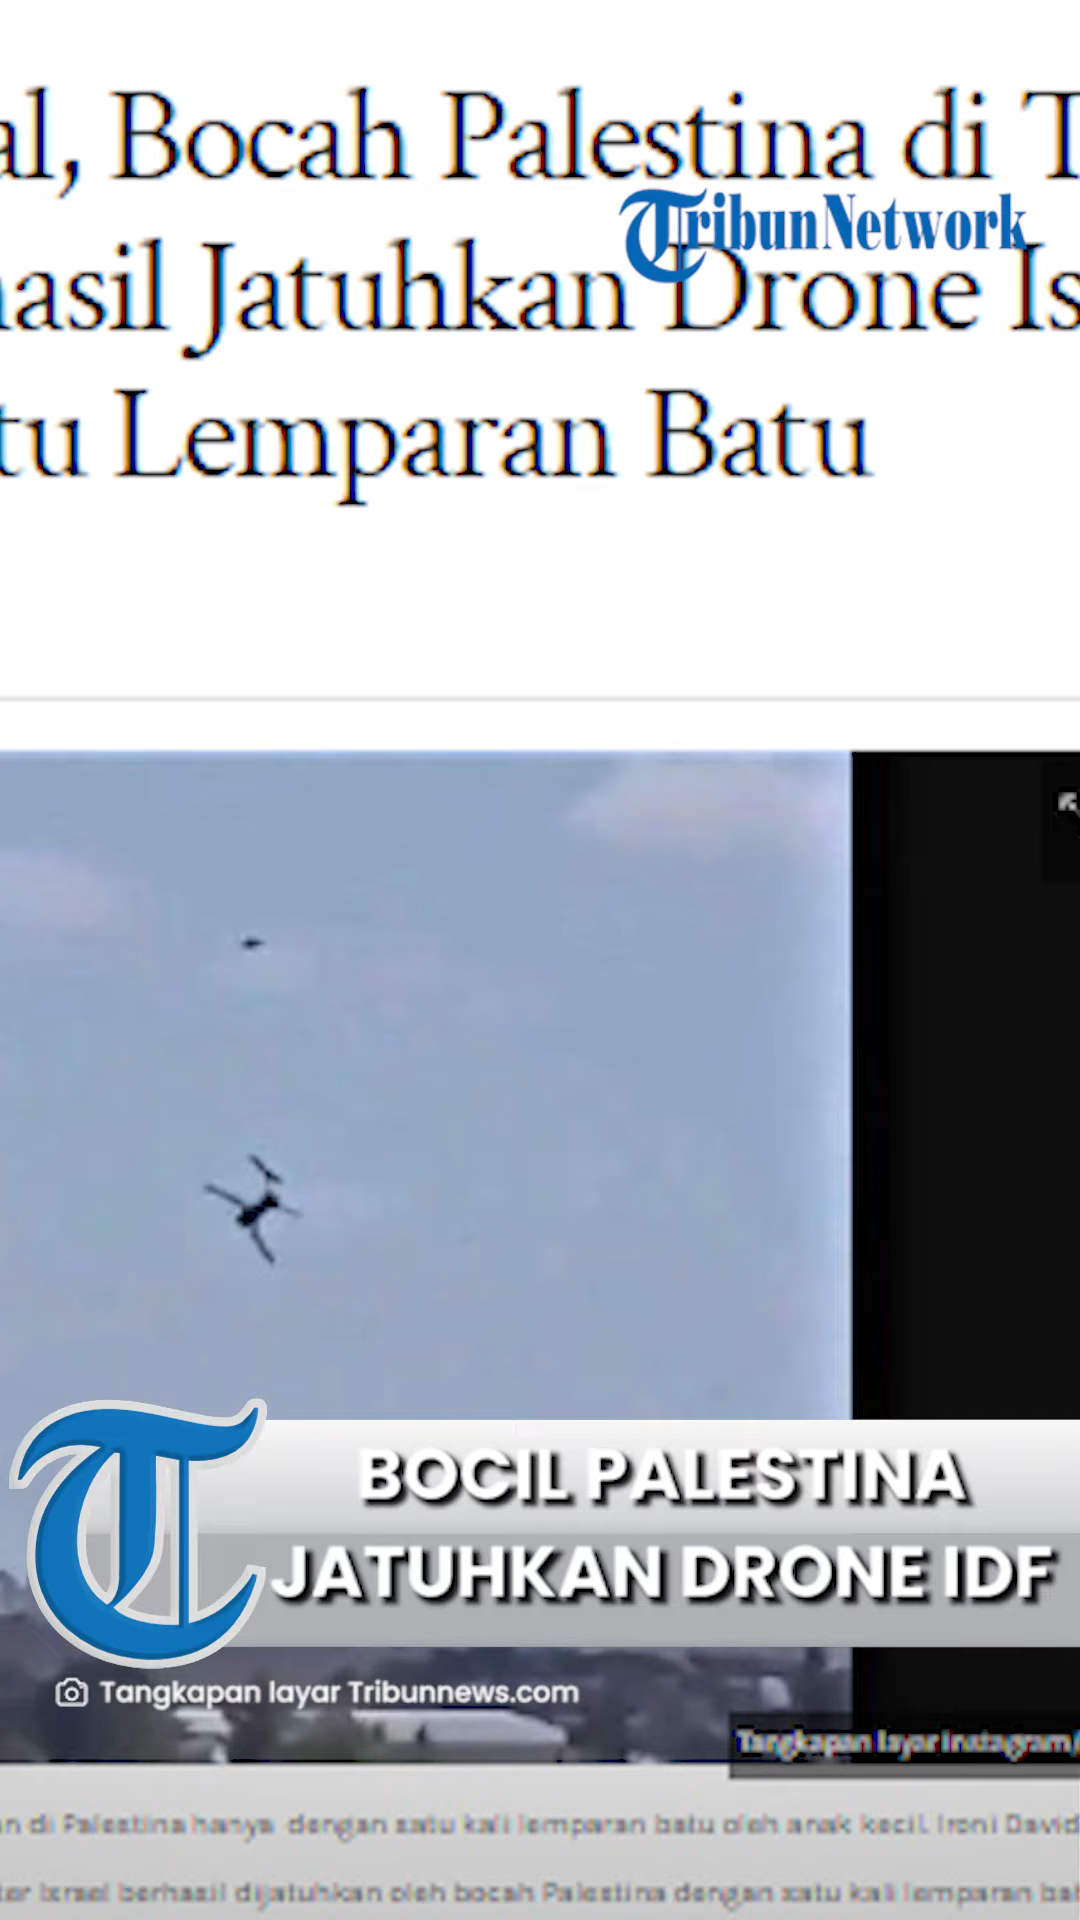 al, Bocah Palestina di T
TribunNetwork
hasil Jatuhkan Drone Is
tu Lemparan Batu
BOCIL PALESTINA
JATUHKAN DRONE IDF
Tangkapan layar Tribunnews.com
Tangkapan layar Instagram/
an di Palestina hanya dengan satu kali lemparan batu oleh anak kecil. Ironi David
ter Israel berhasil dijatuhkan oleh bocah Palestina dengan satu kali lemparan bat